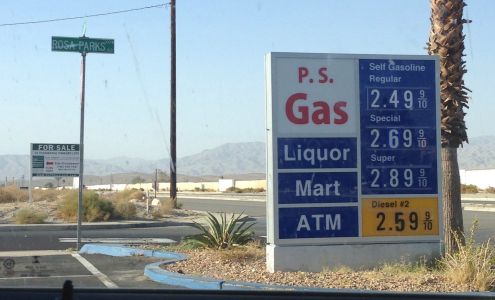 ROSA PARKS
FOR SALE
P. S.
Gas
Liquor
Mart
ATM
Self Gasoline
Regular
2.49 9/10
Special
2.69 9/10
Super
2.89 9/10
Diesel #2
2.59 9/10